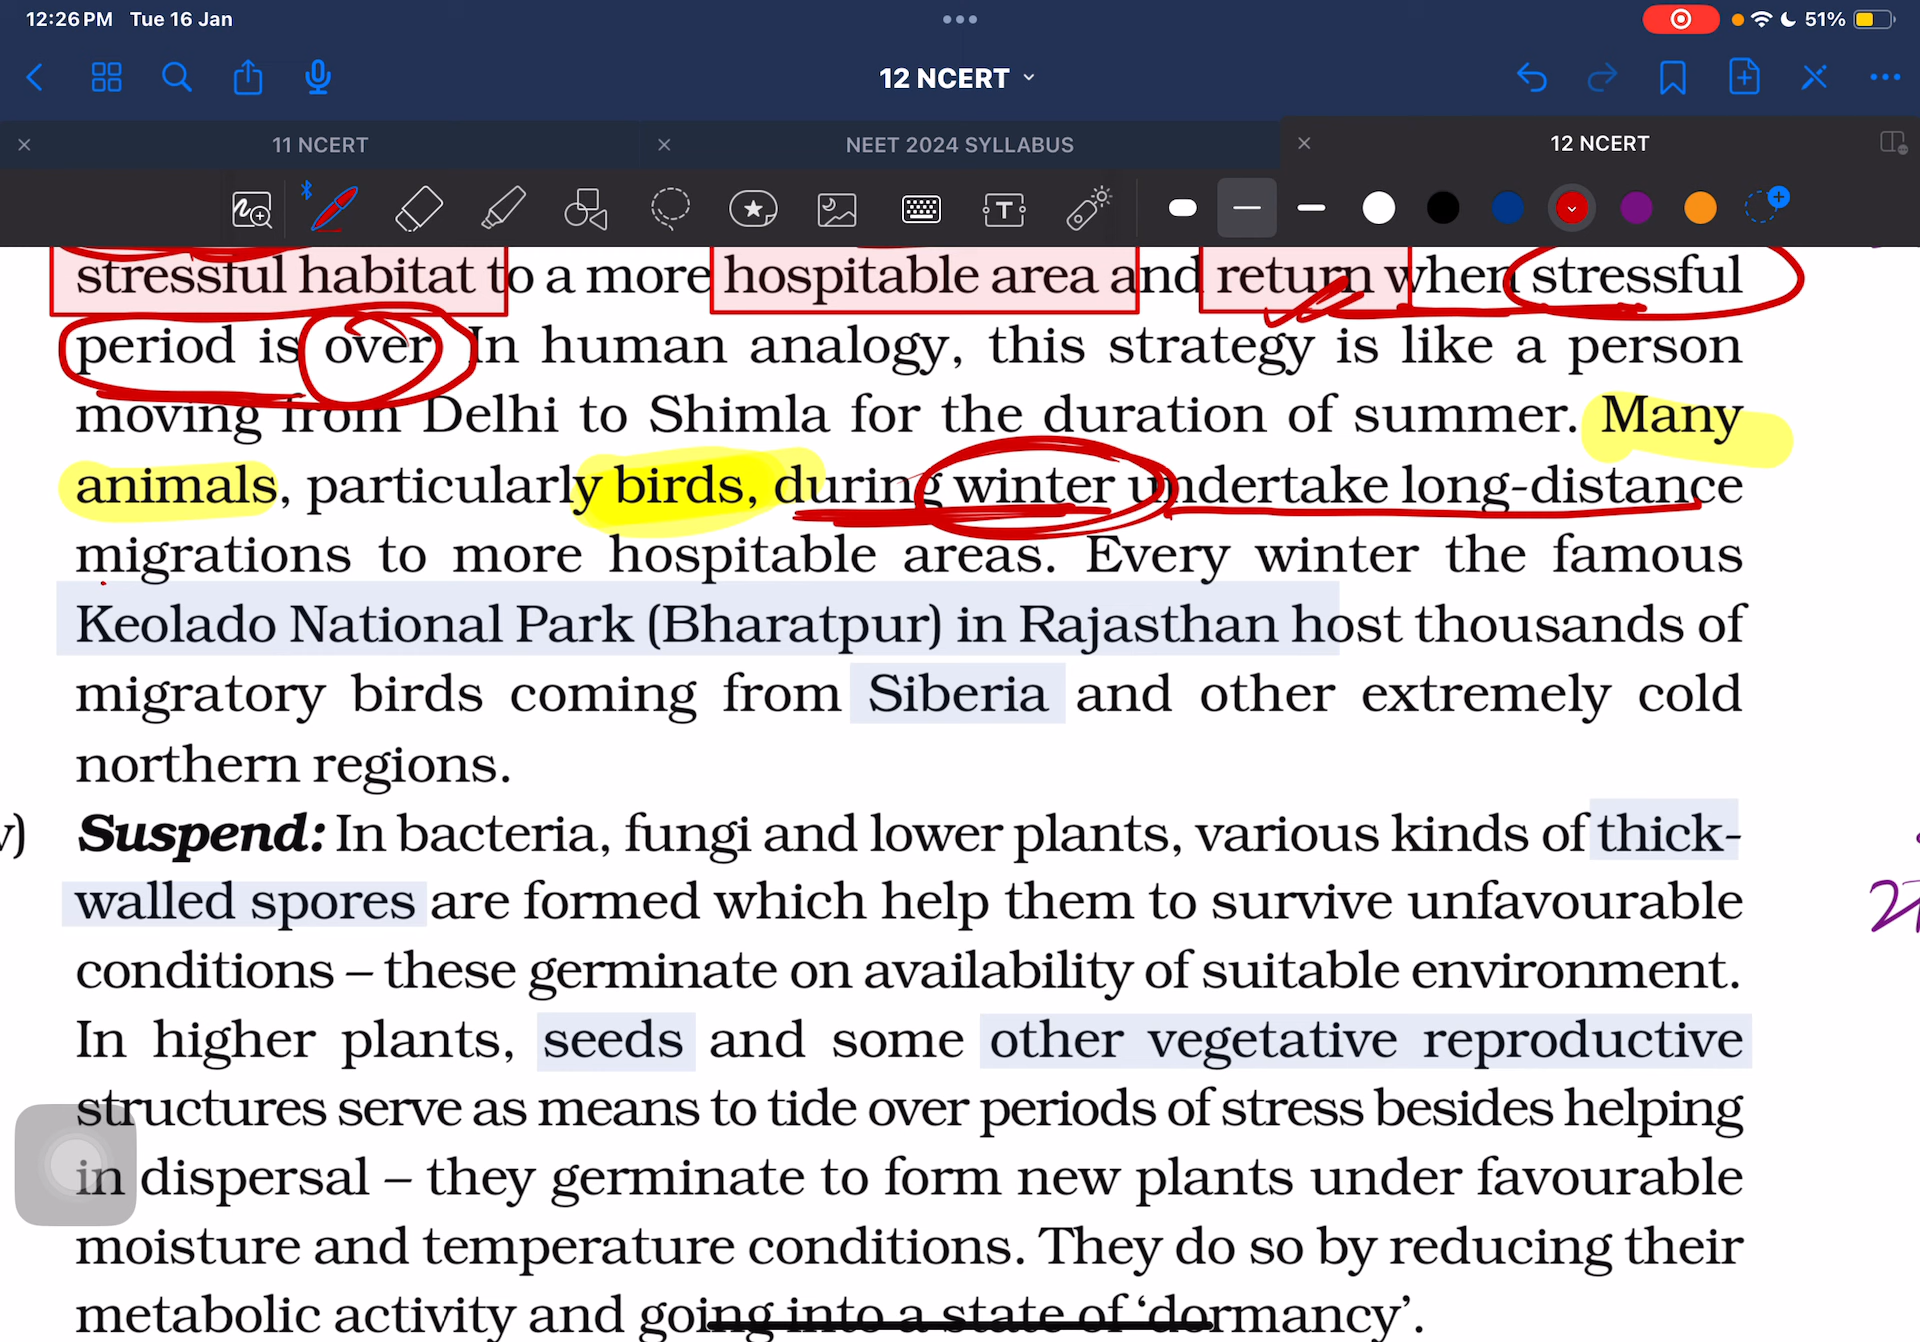 12:26 PM Tue 16 Jan
51%
12 NCERT
11 NCERT
NEET 2024 SYLLABUS
12 NCERT
stressful habitat to a more hospitable area and return when stressful
period is over In human analogy, this strategy is like a person
moving from Delhi to Shimla for the duration of summer. Many
animals, particularly birds, during winter undertake long-distance
migrations to more hospitable areas. Every winter the famous
Keolado National Park (Bharatpur) in Rajasthan host thousands of
migratory birds coming from Siberia and other extremely cold
northern regions.
v) Suspend: In bacteria, fungi and lower plants, various kinds of thick-
walled spores are formed which help them to survive unfavourable
conditions – these germinate on availability of suitable environment.
In higher plants, seeds and some other vegetative reproductive
structures serve as means to tide over periods of stress besides helping
in dispersal – they germinate to form new plants under favourable
moisture and temperature conditions. They do so by reducing their
metabolic activity and going into a state of ‘dormancy’.